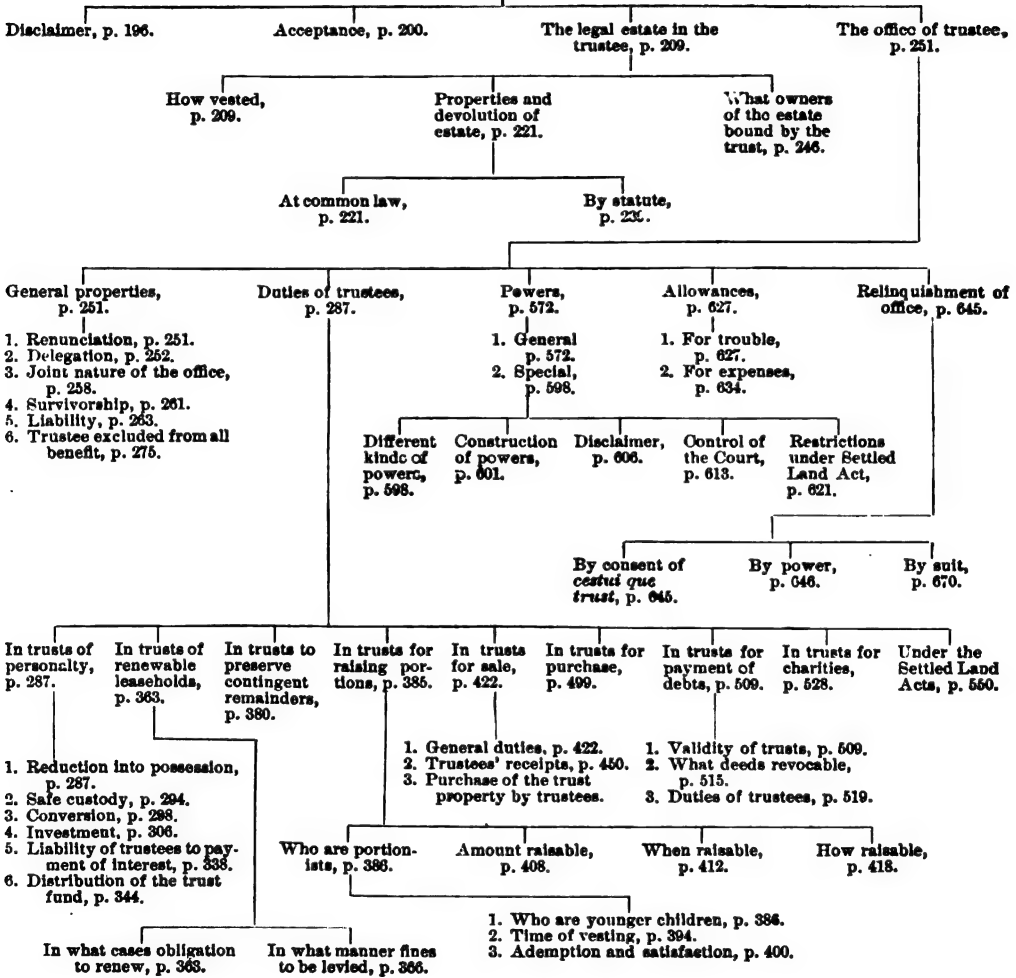 Disclaimer, p. 196.
Acceptance, p. 200.
The legal estate in the
trustee, p. 209.
The office of trustee,
p. 251.
How vested,
p. 209.
Properties and
devolution of
estate, p. 221.
What owners
of the estate
bound by the
trust, p. 246.
At common law,
p. 221.
By statute,
p.
General properties,
p. 251.
1. Renunciation, p. 251.
2. Delegation, p. 252.
3. Joint nature of the office,
p. 258.
4. Survivorship, p. 261.
5. Liability, p. 263.
6. Trustee excluded from all
benefit, p. 275.
Duties of trustees,
p. 287.
Powers,
p. 572.
1. General
p. 572.
2. Special,
p. 598.
Allowances,
p. 627.
1. For trouble,
p. 627.
2. For expenses,
p. 634.
Relinquishment of
office, p. 645.
Different
kinds of
powers,
p. 598.
Construction
of powers,
p. 601.
Disclaimer,
p. 606.
Control of
the Court,
p. 613.
Restrictions
under Settled
Land Act,
p. 621.
By consent of
cestui que
trust, p. 645.
By power,
p. 646.
By suit,
p. 670.
In trusts of
personalty,
p. 287.
In trusts of
renewable
leaseholds,
p. 363.
In trusts to
preserve
contingent
remainders,
p. 380.
In trusts for
raising por-
tions, p. 385.
In trusts
for sale,
p. 422.
In trusts for
purchase,
p. 499.
In trusts for
payment of
debts, p. 509.
In trusts for
charities,
p. 528.
Under the
Settled Land
Acts, p. 550.
1. Reduction into possession,
p. 287.
2. Safe custody, p. 294.
3. Conversion, p. 298.
4. Investment, p. 306.
5. Liability of trustees to pay-
ment of interest, p. 338.
6. Distribution of the trust
fund, p. 344.
1. General duties, p. 422.
2. Trustees' receipts, p. 450.
3. Purchase of the trust
property by trustees.
1. Validity of trusts, p. 509.
2. What deeds revocable,
p. 515.
3. Duties of trustees, p. 519.
Who are portion-
ists, p. 386.
Amount raisable,
p. 408.
When raisable,
p. 412.
How raisable,
p. 418.
1. Who are younger children, p. 386.
2. Time of vesting, p. 394.
3. Ademption and satisfaction, p. 400.
In what cases obligation
to renew, p. 363.
In what manner fines
to be levied, p. 366.